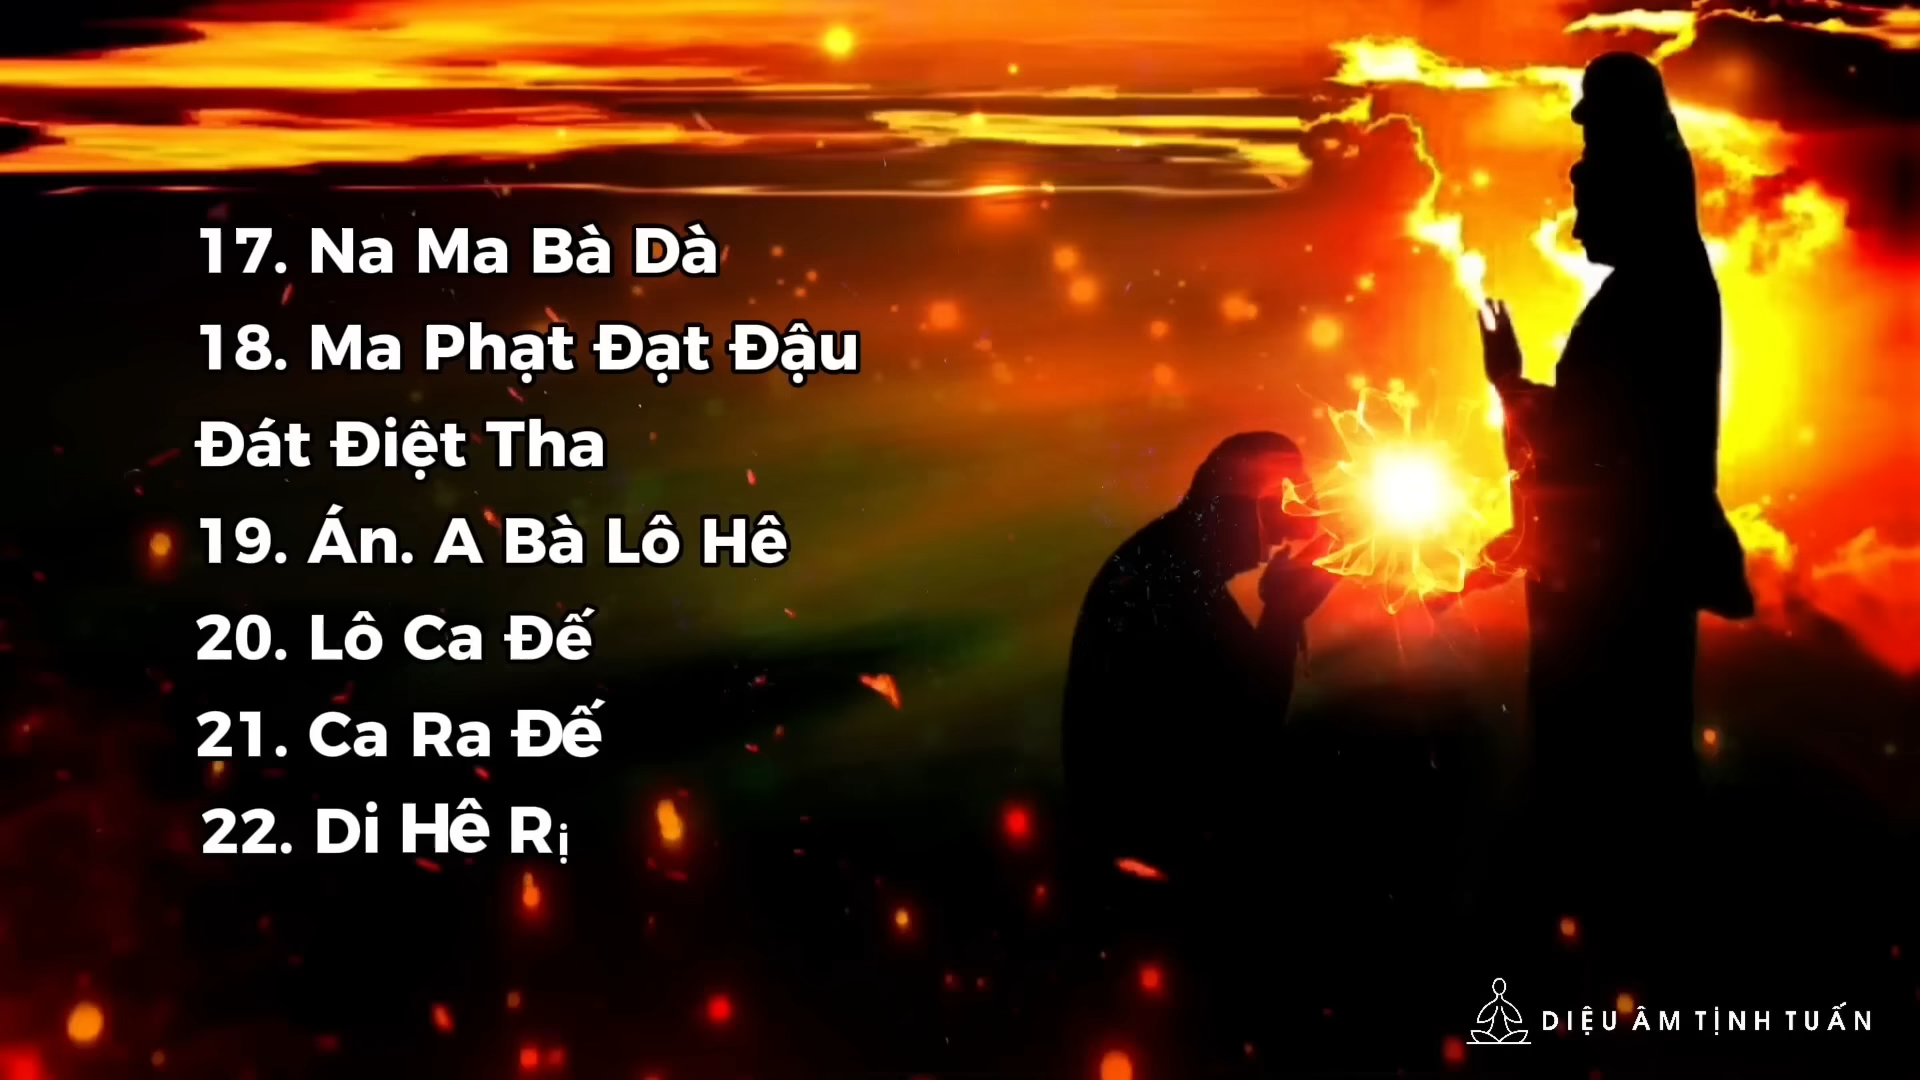 17. Na Ma Bà Dà
18. Ma Phạt Đạt Đậu
Đát Điệt Tha
19. Án. A Bà Lô Hê
20. Lô Ca Đế
21. Ca Ra Đế
22. Di Hê Rị
DIỆU ÂM TỊNH TUẤN